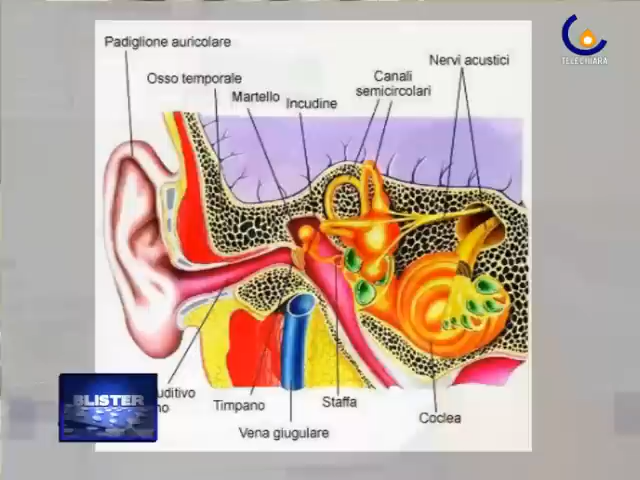 Padiglione auricolare
TELECHIARA
Nervi acustici
Osso temporale
Canali
semicircolari
Martello
Incudine
BLISTER
Timpano
Staffa
Coclea
Vena giugulare